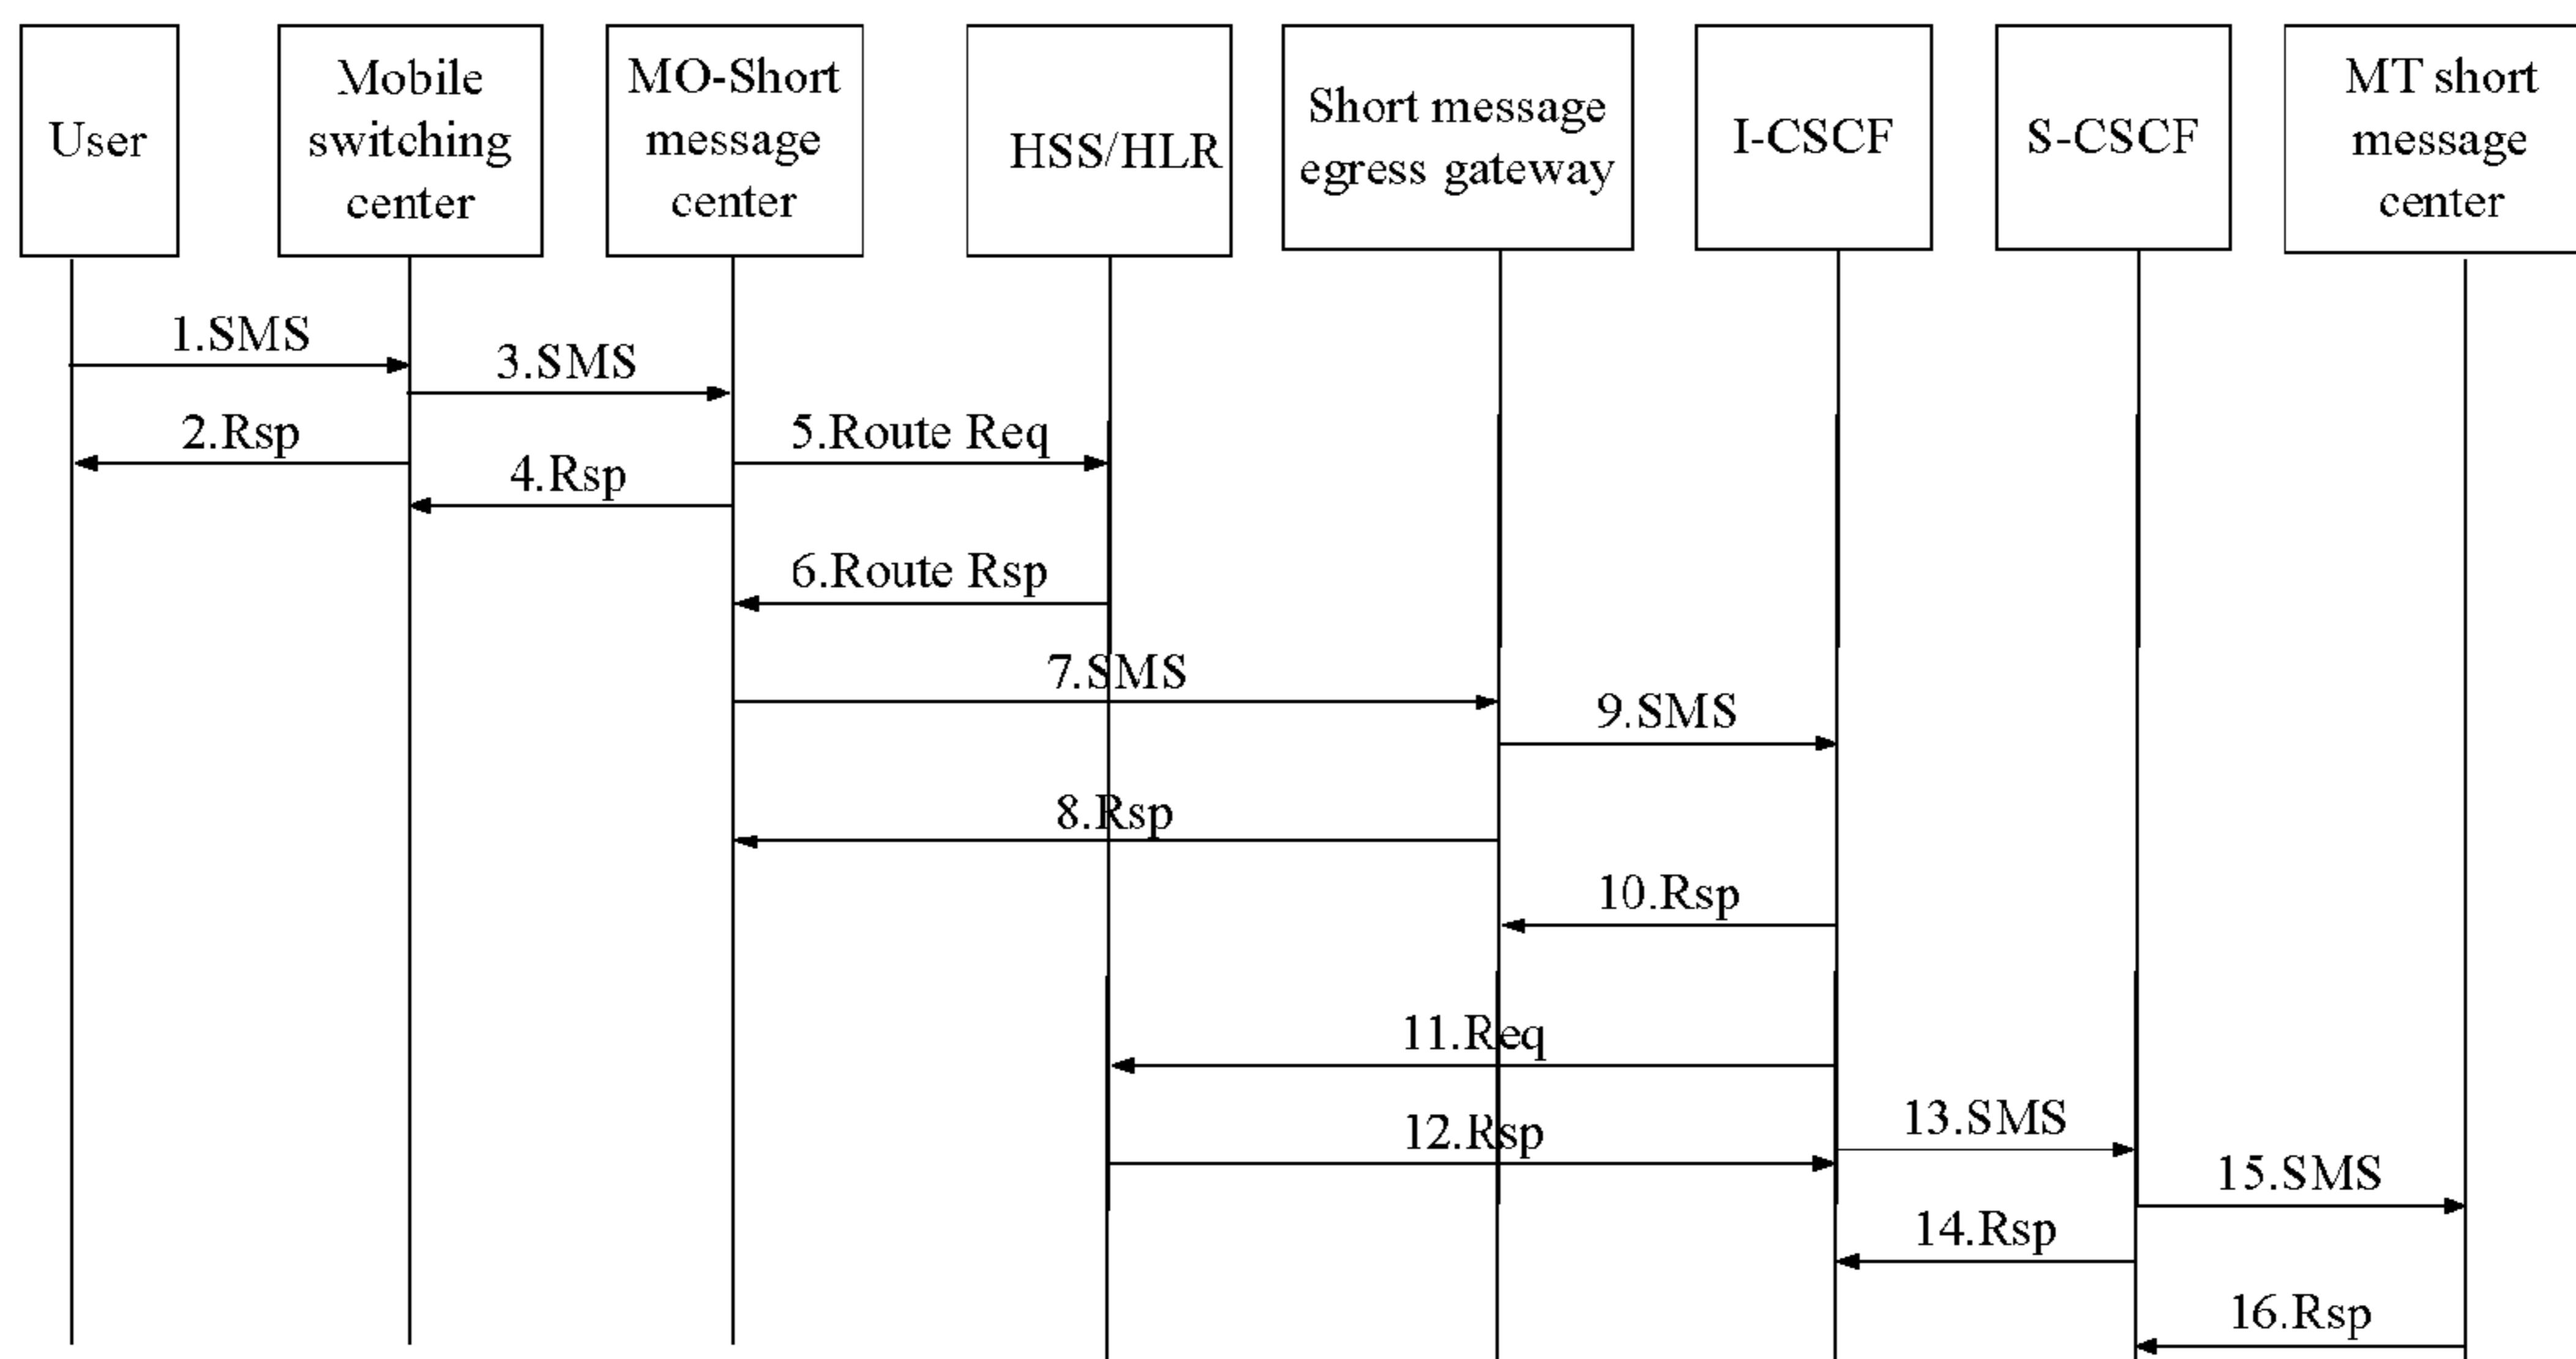 User
Mobile
switching
center
MO-Short
message
center
HSS/HLR
Short message
egress gateway
I-CSCF
S-CSCF
MT short
message
center
1.SMS
3.SMS
2.Rsp
5.Route Req
4.Rsp
6.Route Rsp
7.SMS
9.SMS
8.Rsp
10.Rsp
11.Req
12.Rsp
13.SMS
15.SMS
14.Rsp
16.Rsp